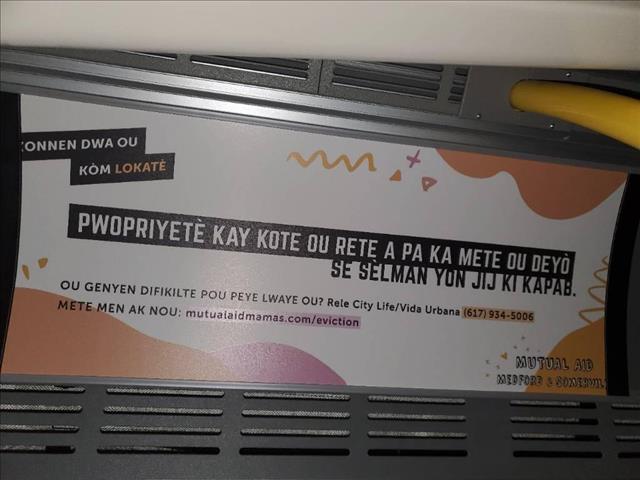 KONNEN DWA OU
KÒM LOKATÈ
PWOPRIYETÈ KAY KOTE OU RETE A PA KA METE OU DEYÒ
SE SÈLMAN YON JIJ KI KAPAB.
OU GENYEN DIFIKILTE POU PEYE LWAYE OU? Rele City Life/Vida Urbana (617) 934-5006
METE MEN AK NOU: mutualaidmamas.com/eviction
MUTUAL AID
MEDFORD & SOMERVILLE